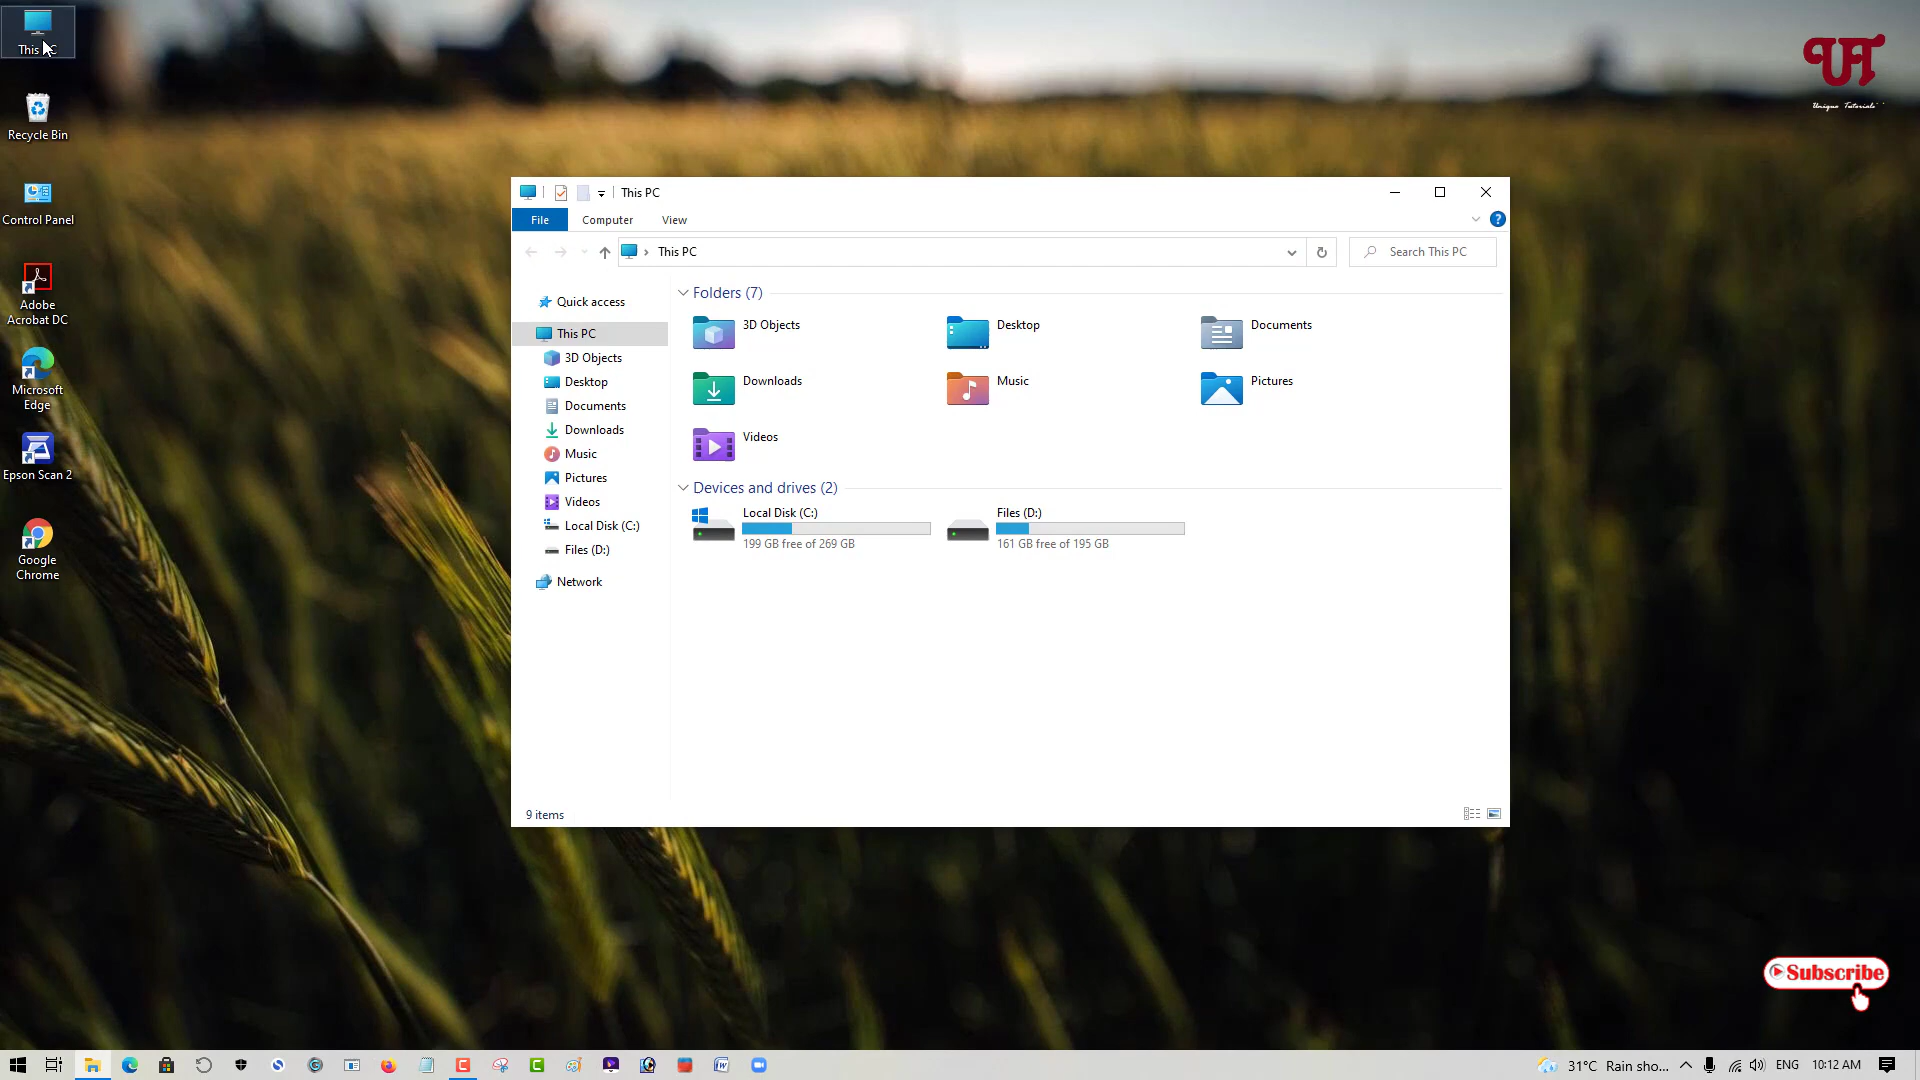 This PC
Recycle Bin
Control Panel
Adobe
Acrobat DC
Microsoft
Edge
Epson Scan 2
Google
Chrome
UT
Unique Tutorials
This PC
File
Computer
View
?
This PC
Search This PC
Quick access
This PC
3D Objects
Desktop
Documents
Downloads
Music
Pictures
Videos
Local Disk (C:)
Files (D:)
Network
Folders (7)
3D Objects
Desktop
Documents
Downloads
Music
Pictures
Videos
Devices and drives (2)
Local Disk (C:)
199 GB free of 269 GB
Files (D:)
161 GB free of 195 GB
9 items
Subscribe
31°C Rain sho...
ENG
10:12 AM